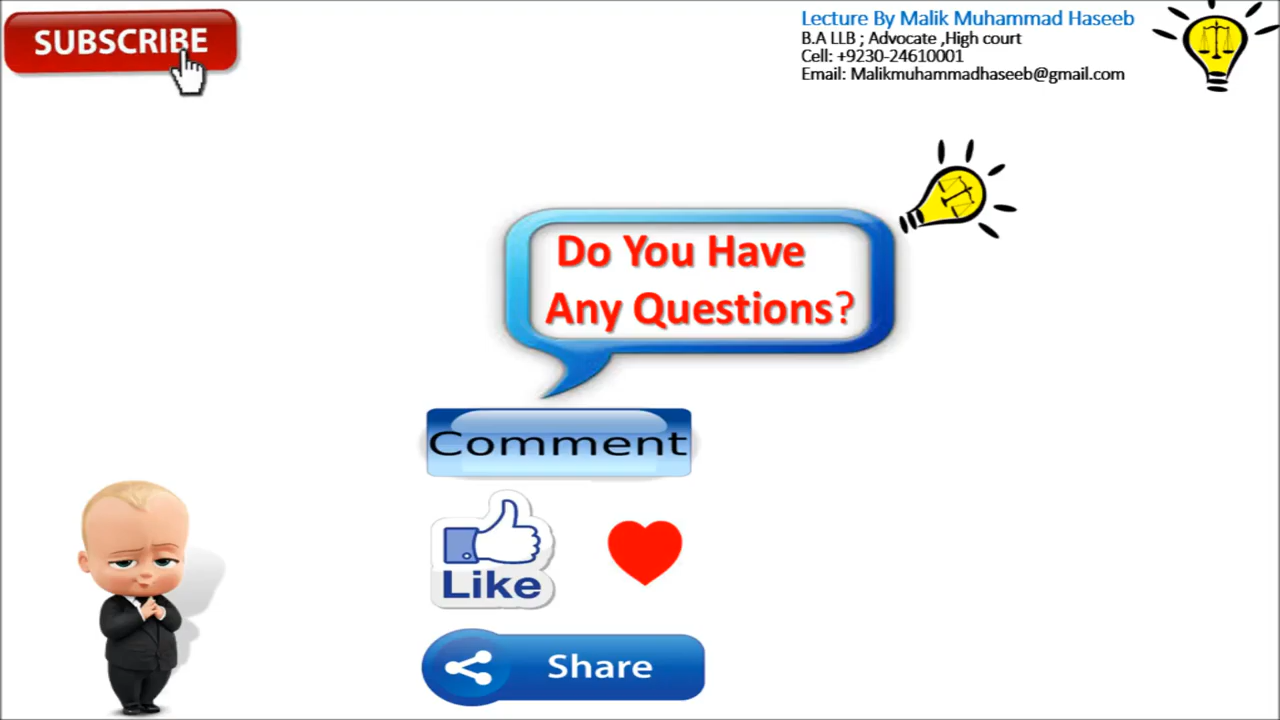 SUBSCRIBE
Lecture By Malik Muhammad Haseeb
B.A LLB ; Advocate ,High court
Cell: +9230-24610001
Email: Malikmuhammadhaseeb@gmail.com
Do You Have
Any Questions?
Comment
Like
Share